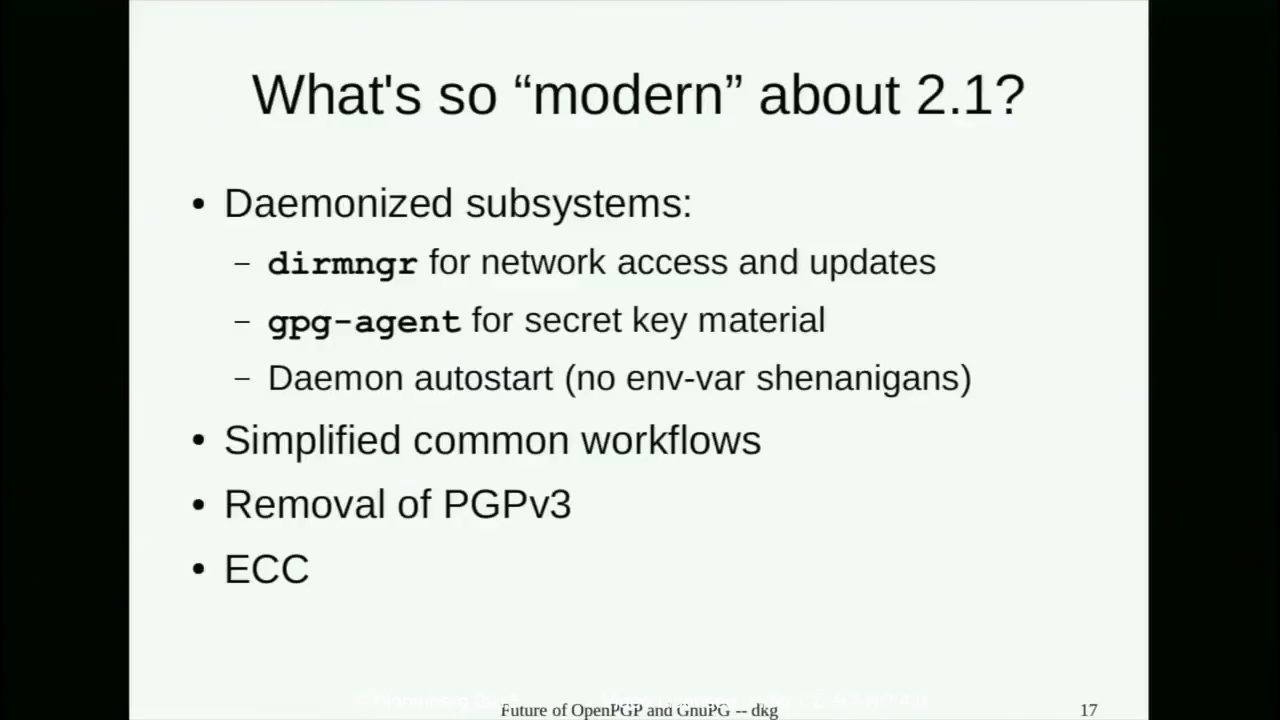 What's so “modern” about 2.1?
• Daemonized subsystems:
– dirmngr for network access and updates
– gpg-agent for secret key material
– Daemon autostart (no env-var shenanigans)
• Simplified common workflows
• Removal of PGPv3
• ECC
Future of OpenPGP and GnuPG -- dkg
17